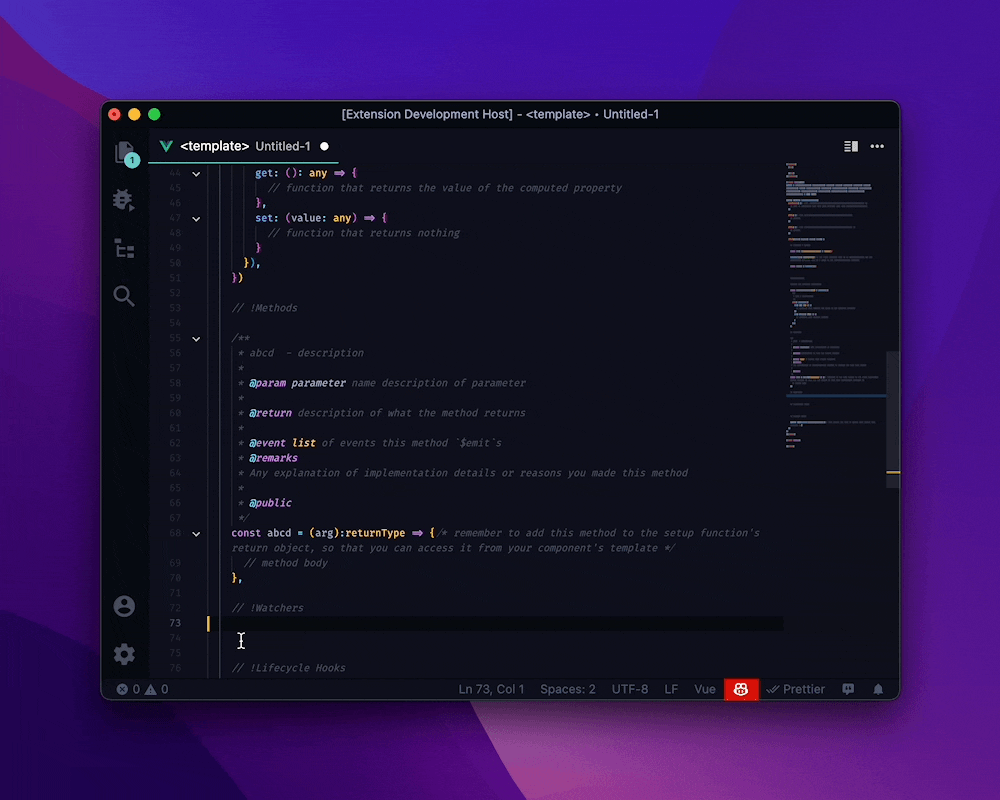 [Extension Development Host] – <template> • Untitled-1
<template> Untitled-1
1
44 get: (): any ⇒ {
45 // function that returns the value of the computed property
46 },
47 set: (value: any) ⇒ {
48 // function that returns nothing
49 }
50 }),
51 })
52
53 // !Methods
54
55 /**
56 * abcd  - description
57 *
58 * @param parameter name description of parameter
59 *
60 * @return description of what the method returns
61 *
62 * @event list of events this method `$emit`s
63 * @remarks
64 * Any explanation of implementation details or reasons you made this method
65 *
66 * @public
67 */
68 const abcd = (arg):returnType ⇒ {/* remember to add this method to the setup function's
return object, so that you can access it from your component's template */
69 // method body
70 },
71
72 // !Watchers
73
74
75
76 // !Lifecycle Hooks
0 0 Ln 73, Col 1 Spaces: 2 UTF-8 LF Vue Prettier